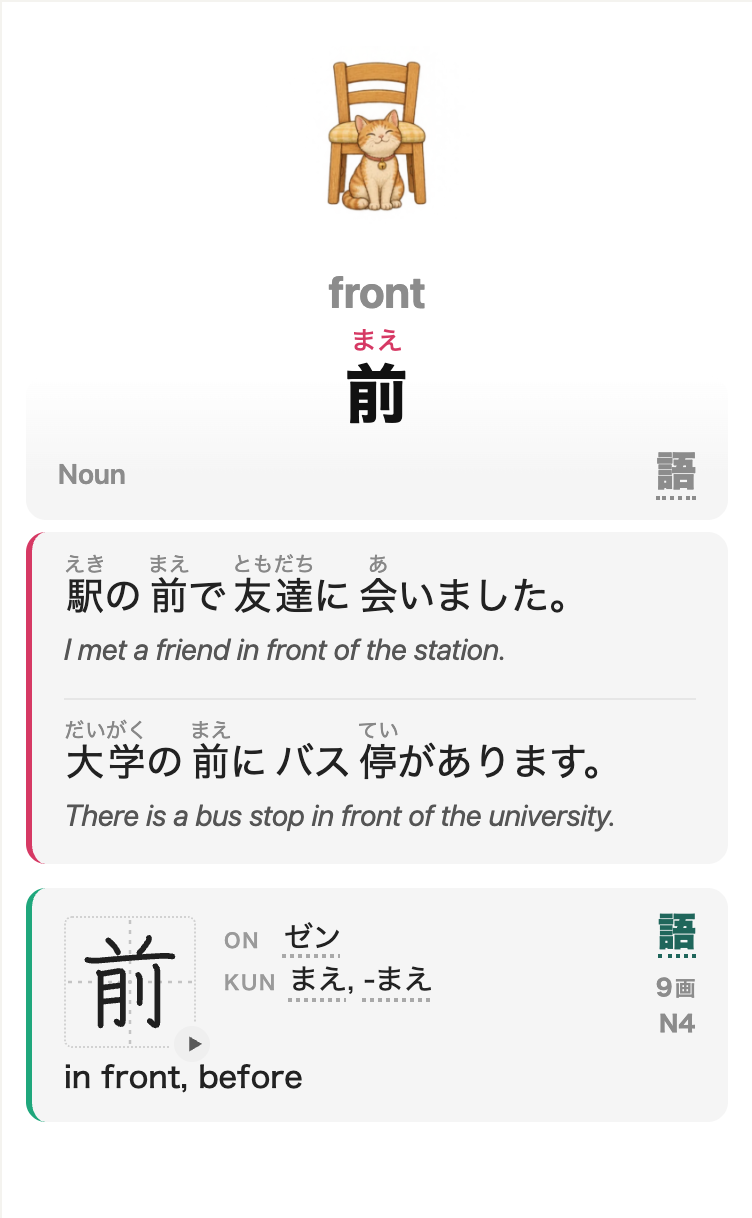 front
まえ
前
Noun
語
えき まえ ともだち あ
駅の 前で 友達に 会いました。
I met a friend in front of the station.
だいがく まえ てい
大学の 前に バス 停があります。
There is a bus stop in front of the university.
前
ON ゼン
KUN まえ, -まえ
語
9画
N4
in front, before